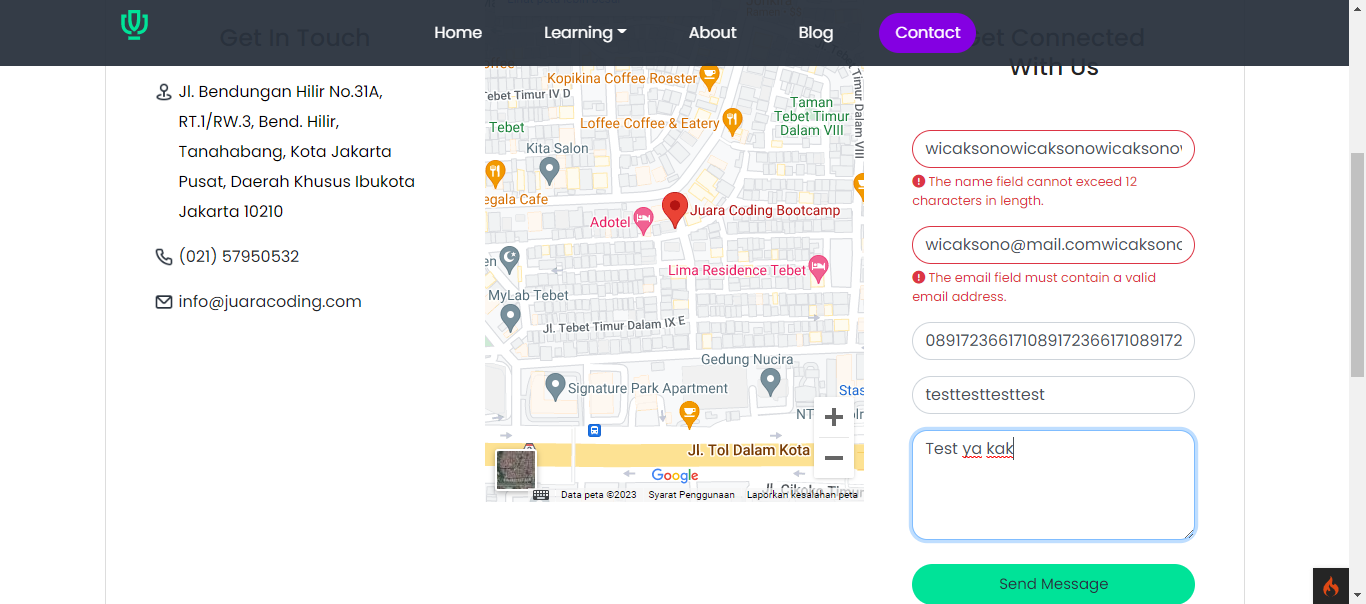 Home
Learning
About
Blog
Contact
Get In Touch
Jl. Bendungan Hilir No.31A,
RT.1/RW.3, Bend. Hilir,
Tanahabang, Kota Jakarta
Pusat, Daerah Khusus Ibukota
Jakarta 10210
(021) 57950532
info@juaracoding.com
Kopikina Coffee Roaster
Tebet Timur IV D
Tebet
Loffee Coffee & Eatery
Taman
Tebet Timur
Dalam VIII
Timur Dalam VIII
Kita Salon
egala Cafe
Adotel
Juara Coding Bootcamp
en
Lima Residence Tebet
MyLab Tebet
Jl. Tebet Timur Dalam IX E
Gedung Nucira
Signature Park Apartment
Stas
NT
Jl. Tol Dalam Kota
Google
Data peta ©2023
Syarat Penggunaan
Laporkan kesalahan peta
Get Connected
With Us
wicaksonowicaksonowicaksonov
The name field cannot exceed 12
characters in length.
wicaksono@mail.comwicaksonc
The email field must contain a valid
email address.
089172366171089172366171089172
testtesttesttest
Test ya kak
Send Message